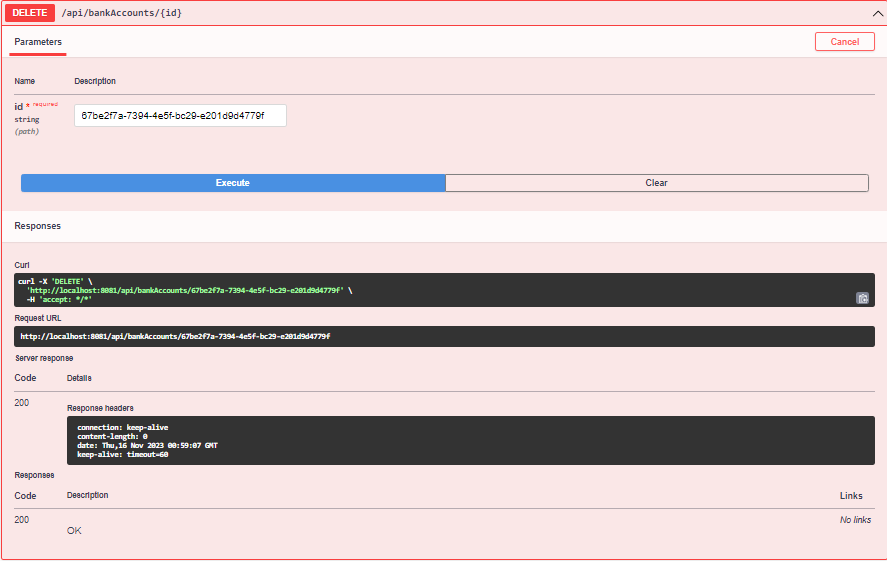 DELETE /api/bankAccounts/{id}
Parameters Cancel
Name Description
id * required
string
(path)
67be2f7a-7394-4e5f-bc29-e201d9d4779f
Execute Clear
Responses
Curl
curl -X 'DELETE' \
'http://localhost:8081/api/bankAccounts/67be2f7a-7394-4e5f-bc29-e201d9d4779f' \
-H 'accept: */*'
Request URL
http://localhost:8081/api/bankAccounts/67be2f7a-7394-4e5f-bc29-e201d9d4779f
Server response
Code Details
200
Response headers
connection: keep-alive
content-length: 0
date: Thu,16 Nov 2023 00:59:07 GMT
keep-alive: timeout=60
Responses
Code Description Links
200 No links
OK